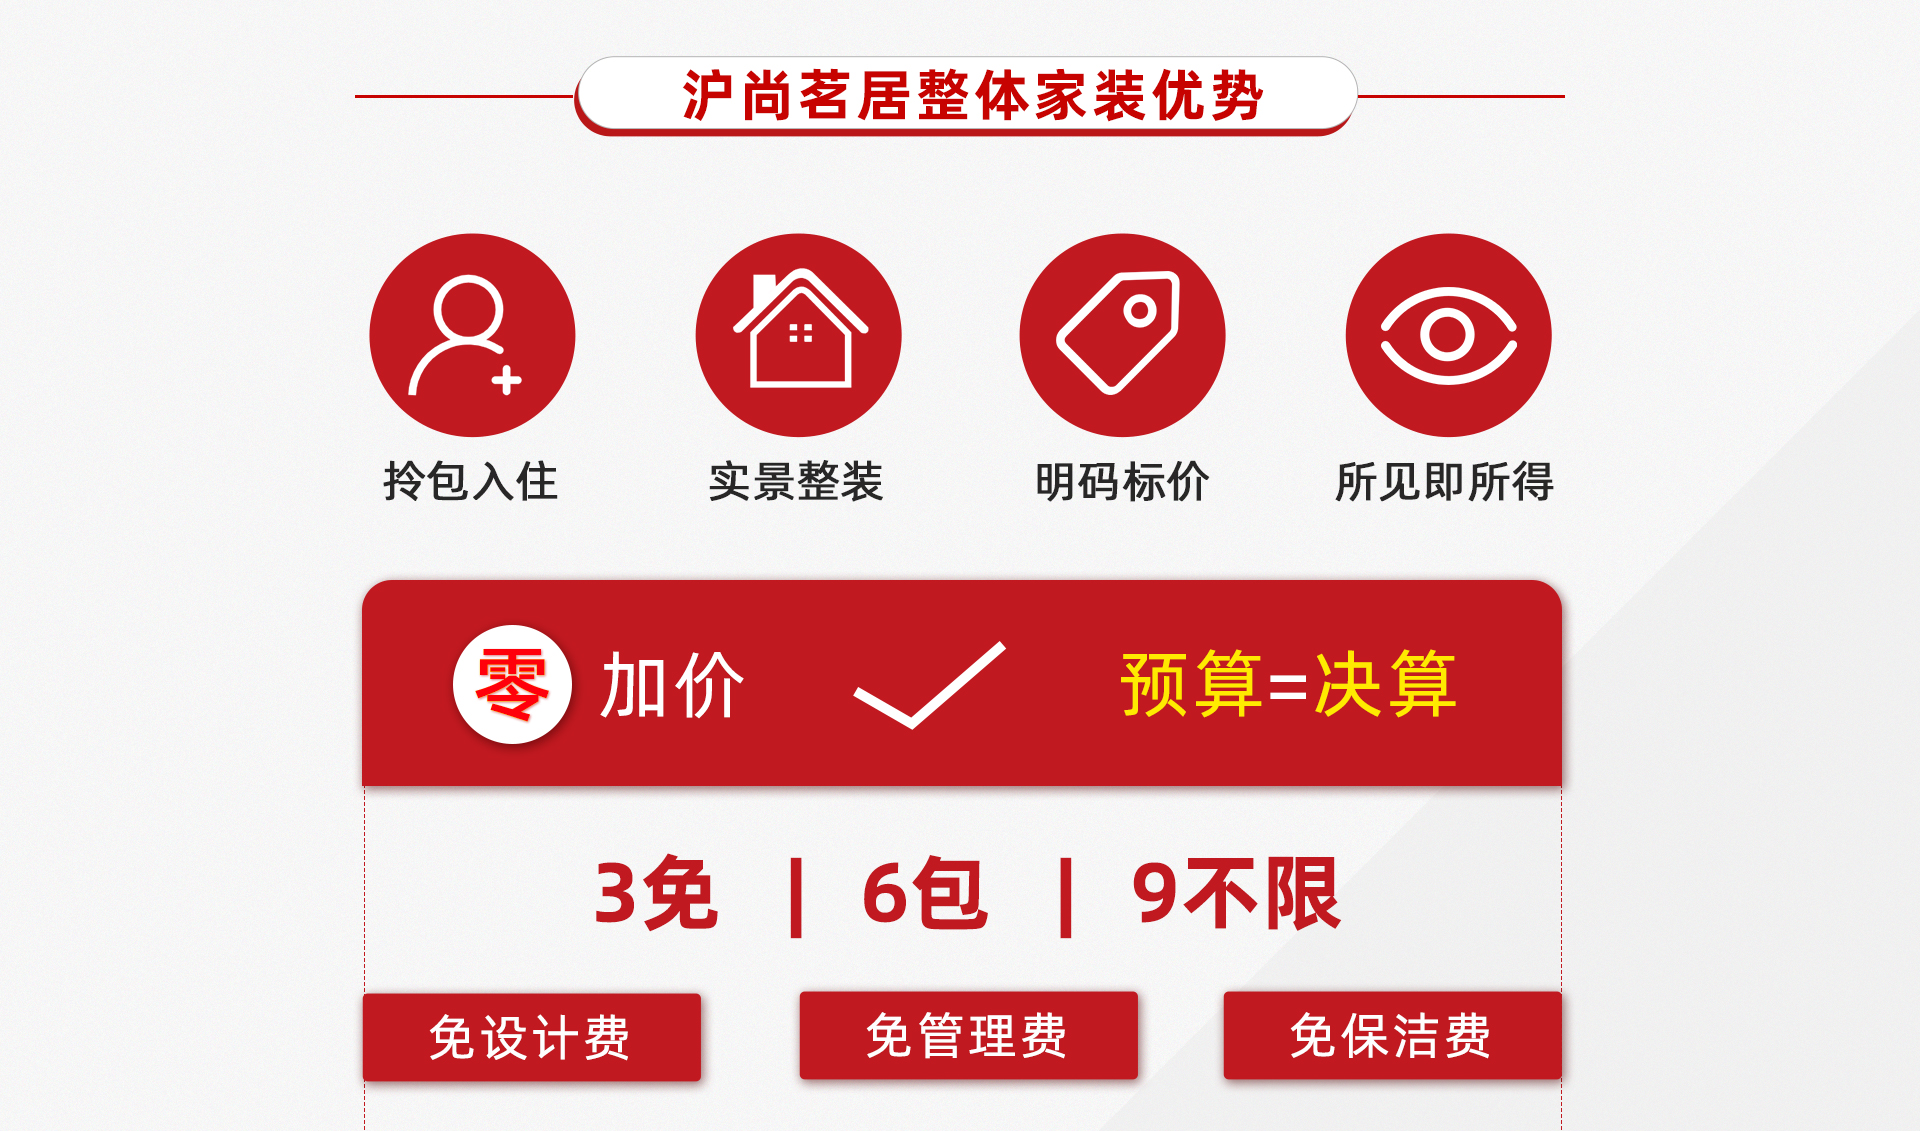 沪尚茗居整体家装优势
拎包入住 实景整装 明码标价 所见即所得
零 加价 预算=决算
3免 | 6包 | 9不限
免设计费 免管理费 免保洁费